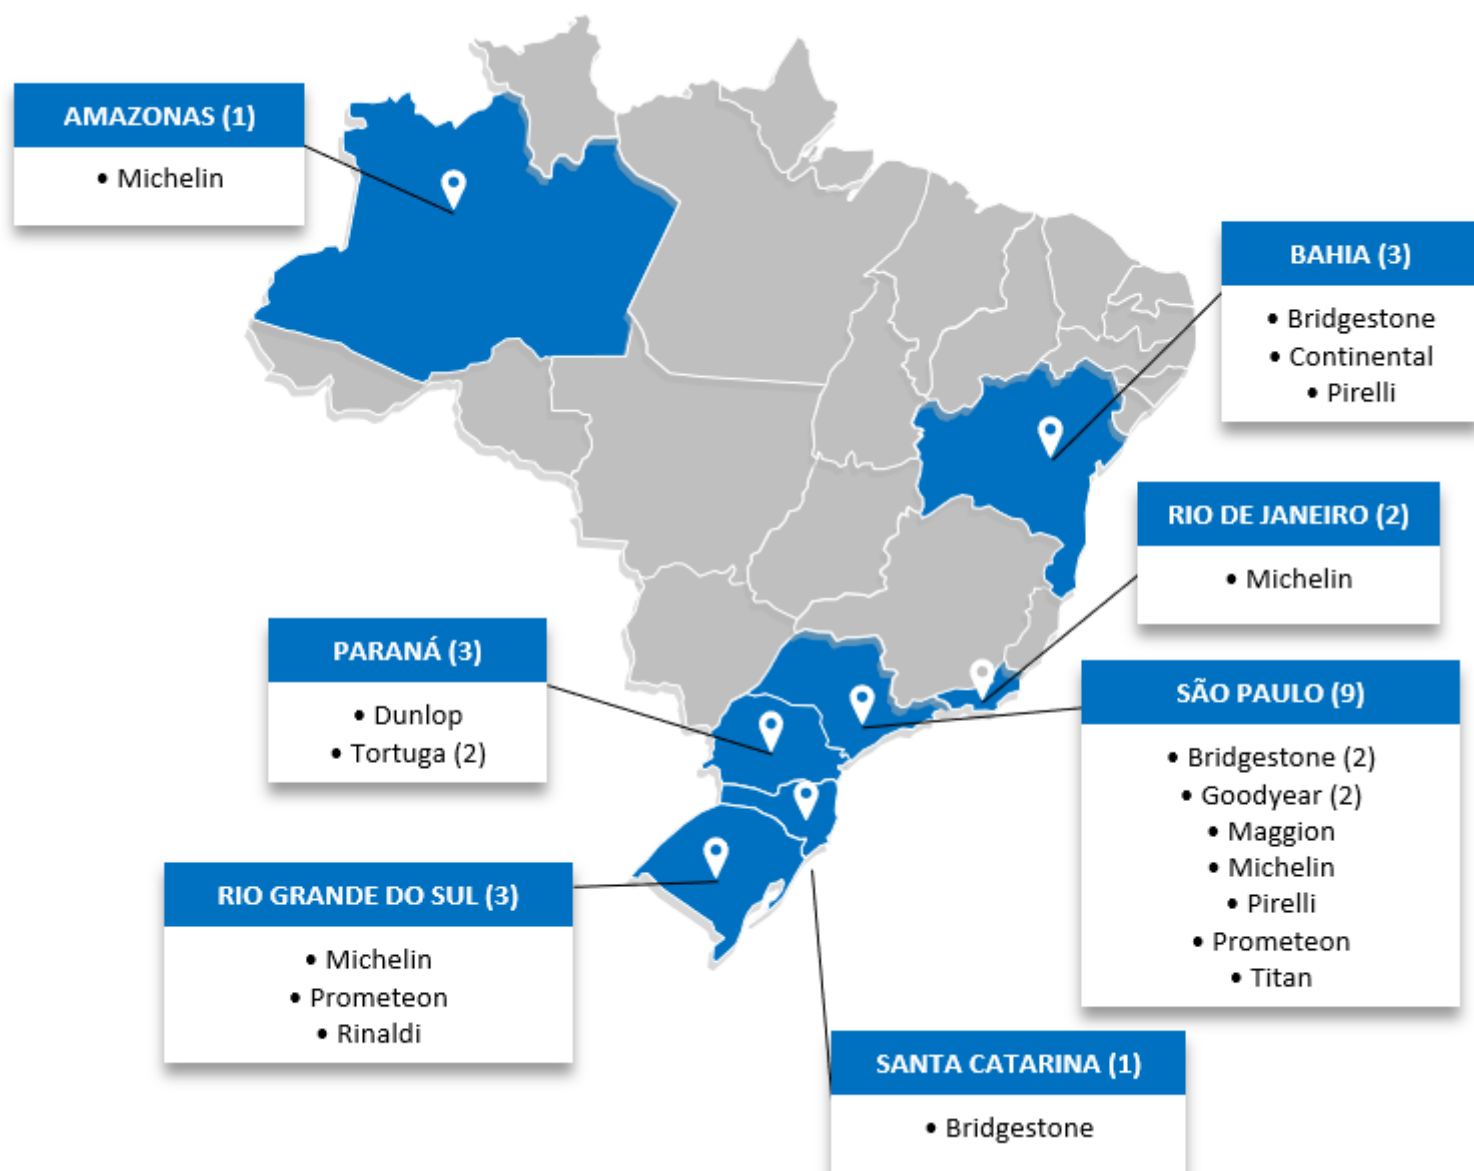 AMAZONAS (1)
• Michelin
BAHIA (3)
• Bridgestone
• Continental
• Pirelli
RIO DE JANEIRO (2)
• Michelin
PARANÁ (3)
• Dunlop
• Tortuga (2)
SÃO PAULO (9)
• Bridgestone (2)
• Goodyear (2)
• Maggion
• Michelin
• Pirelli
• Prometeon
• Titan
RIO GRANDE DO SUL (3)
• Michelin
• Prometeon
• Rinaldi
SANTA CATARINA (1)
• Bridgestone